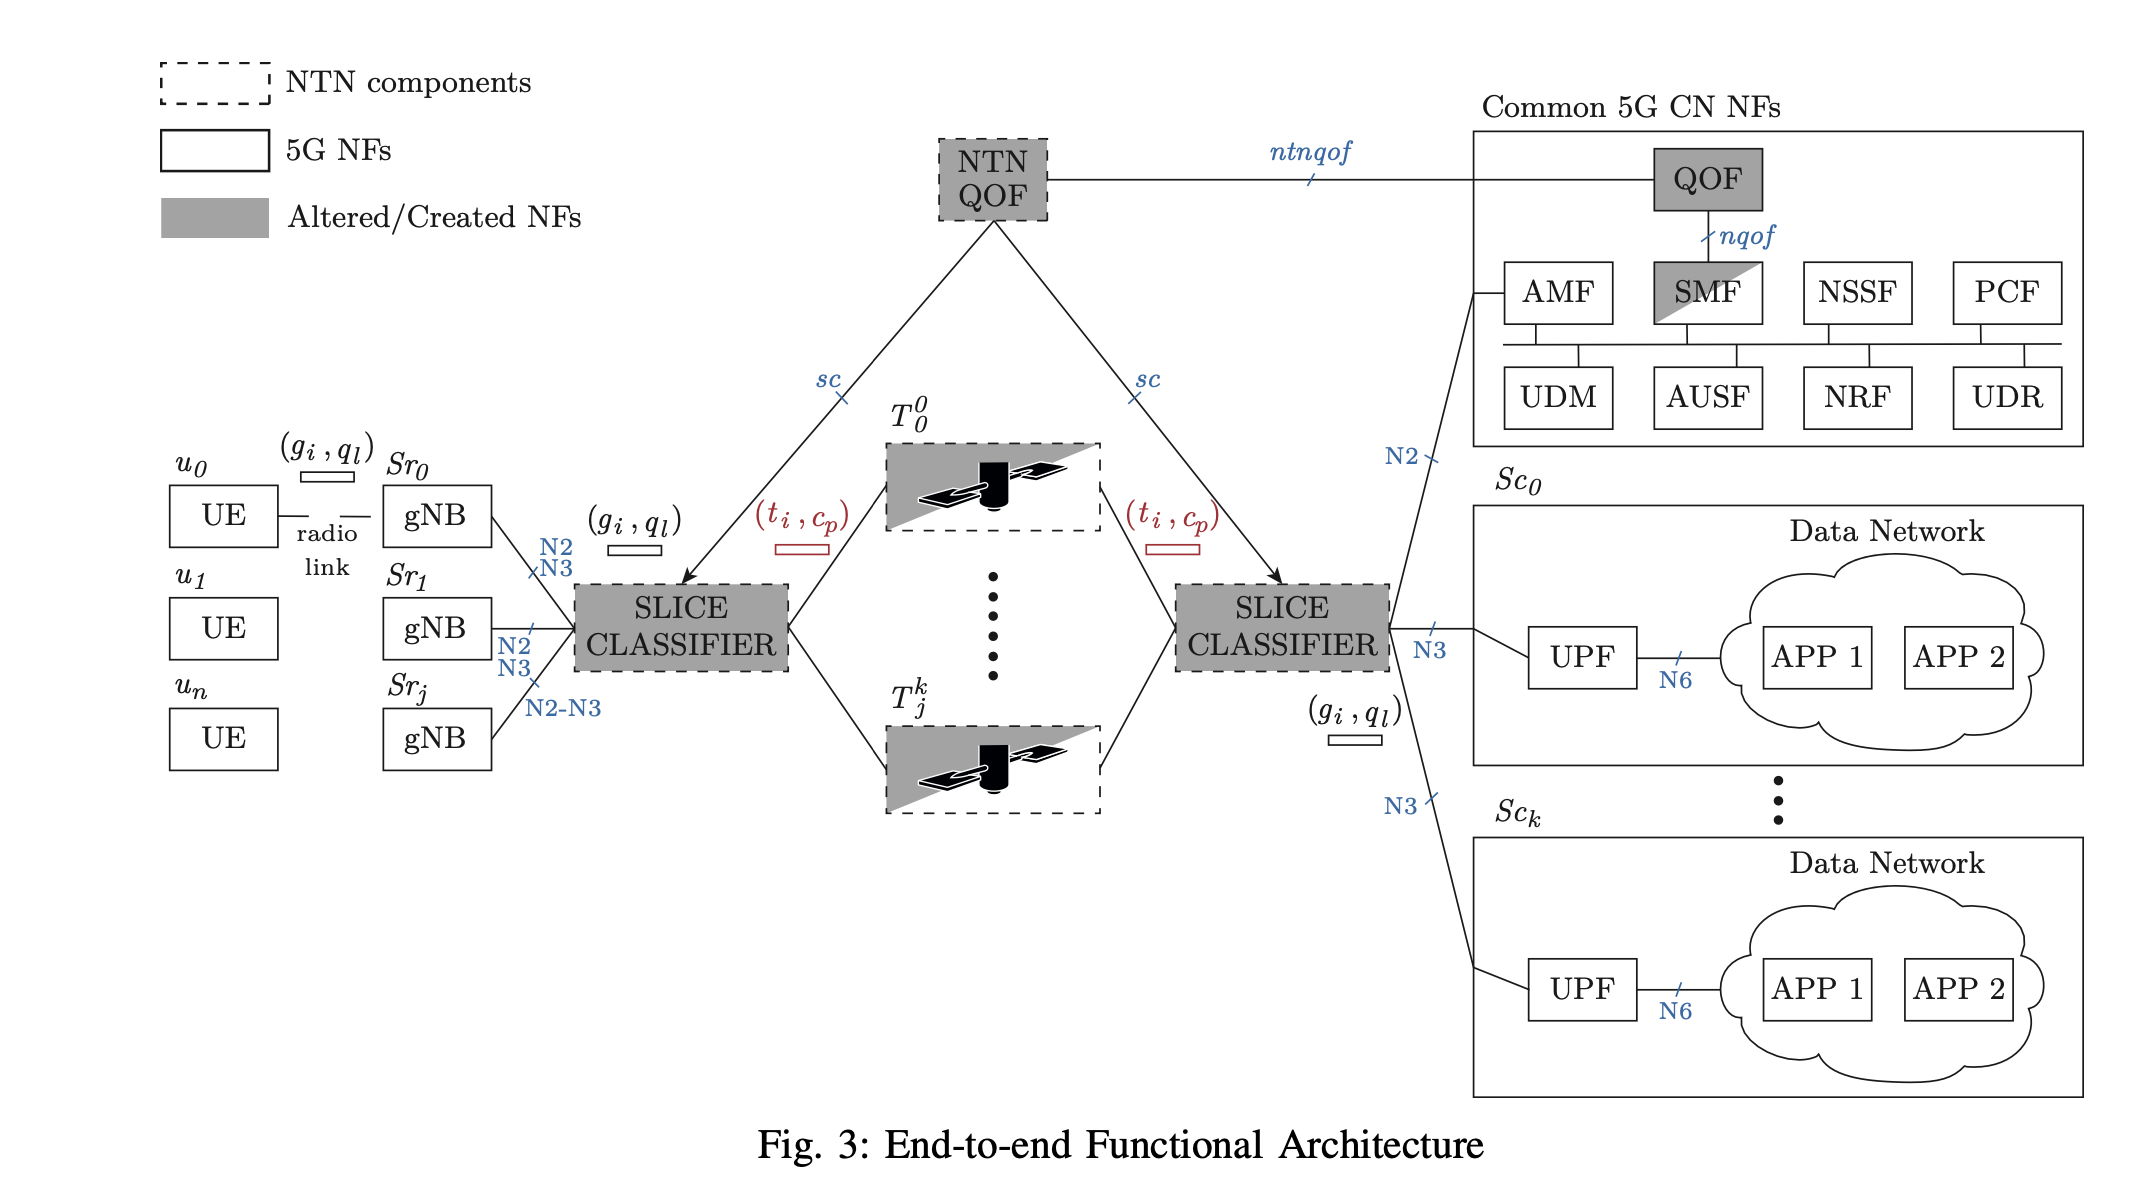 NTN components
5G NFs
Altered/Created NFs
NTN
QOF
ntnqof
Common 5G CN NFs
QOF
nqof
AMF
SMF
NSSF
PCF
UDM
AUSF
NRF
UDR
sc
sc
T_0^0
T_j^k
u_0
UE
(g_i , q_l)
radio
link
Sr_0
gNB
u_1
UE
Sr_1
gNB
u_n
UE
Sr_j
gNB
N2
N3
N2
N3
N2-N3
(g_i , q_l)
SLICE
CLASSIFIER
(t_i , c_p)
(t_i , c_p)
SLICE
CLASSIFIER
(g_i , q_l)
N2
N3
N3
Sc_0
Data Network
UPF
N6
APP 1
APP 2
Sc_k
Data Network
UPF
N6
APP 1
APP 2
Fig. 3: End-to-end Functional Architecture